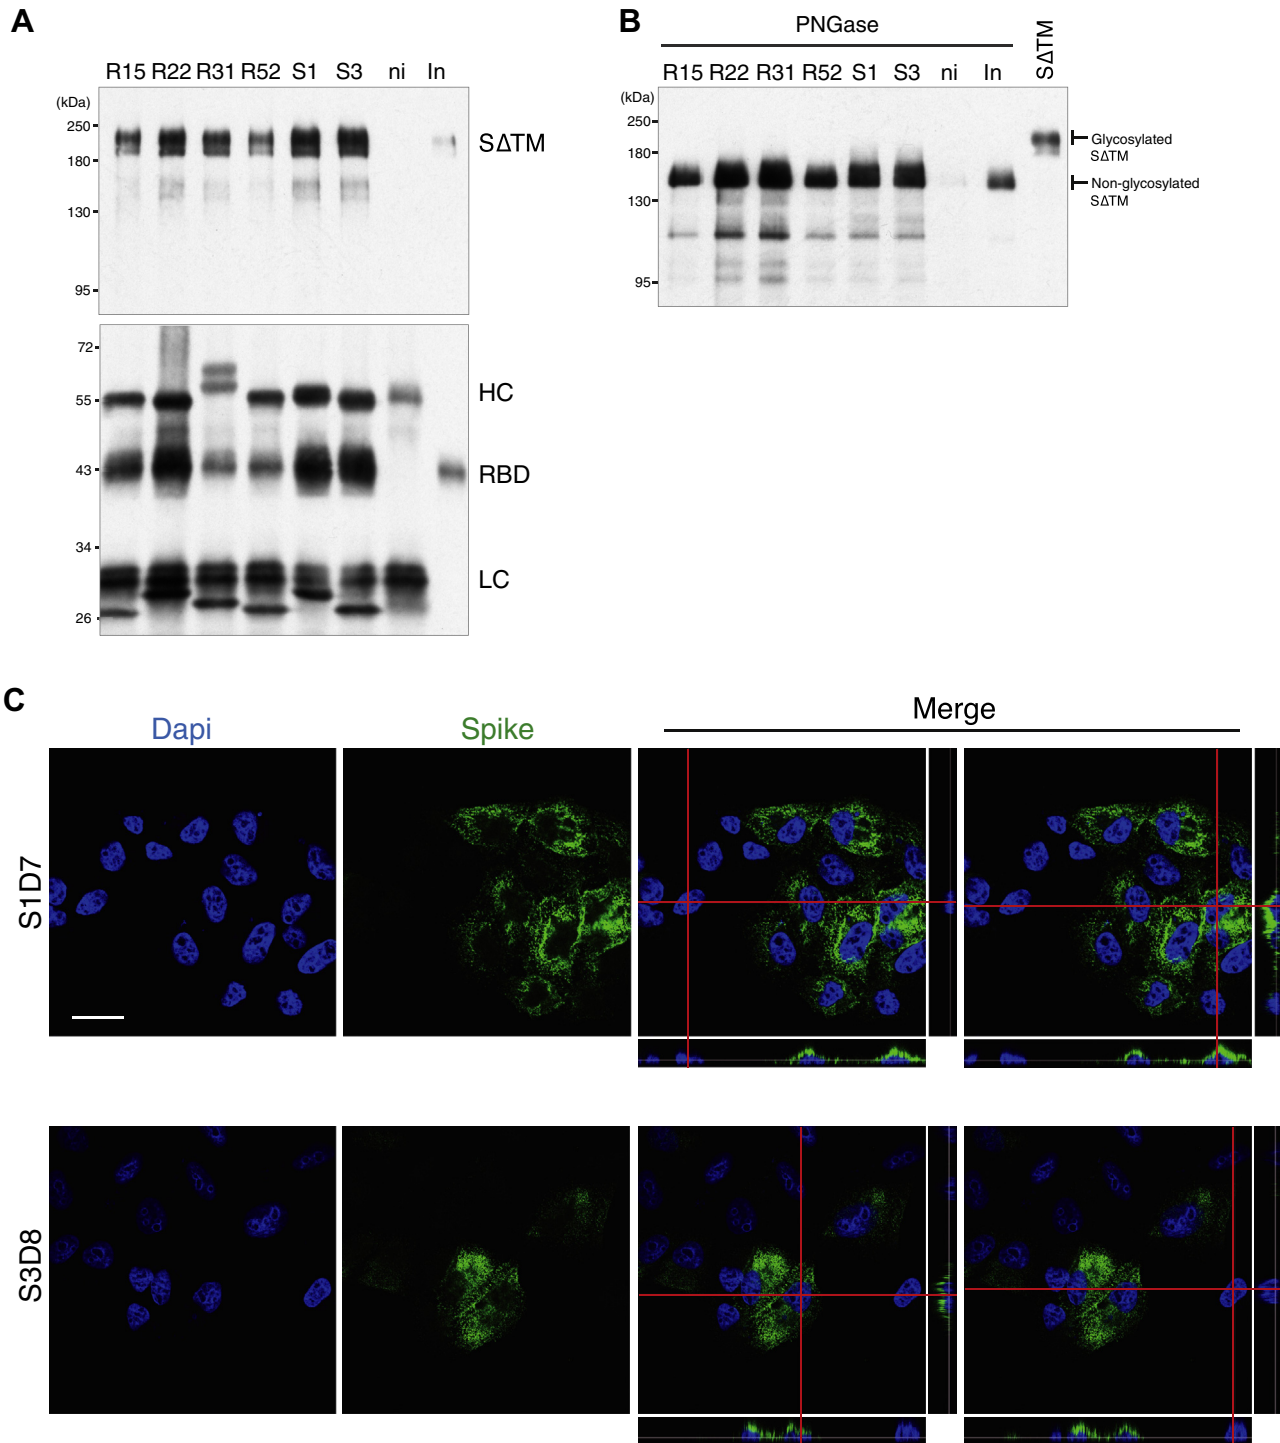 A
R15 R22 R31 R52 S1 S3 ni In
(kDa)
250
180
130
95
SΔTM
72
55
43
34
26
HC
RBD
LC
B
PNGase
R15 R22 R31 R52 S1 S3 ni In
SΔTM
(kDa)
250
180
130
95
Glycosylated
SΔTM
Non-glycosylated
SΔTM
C
Dapi
Spike
Merge
S1D7
S3D8